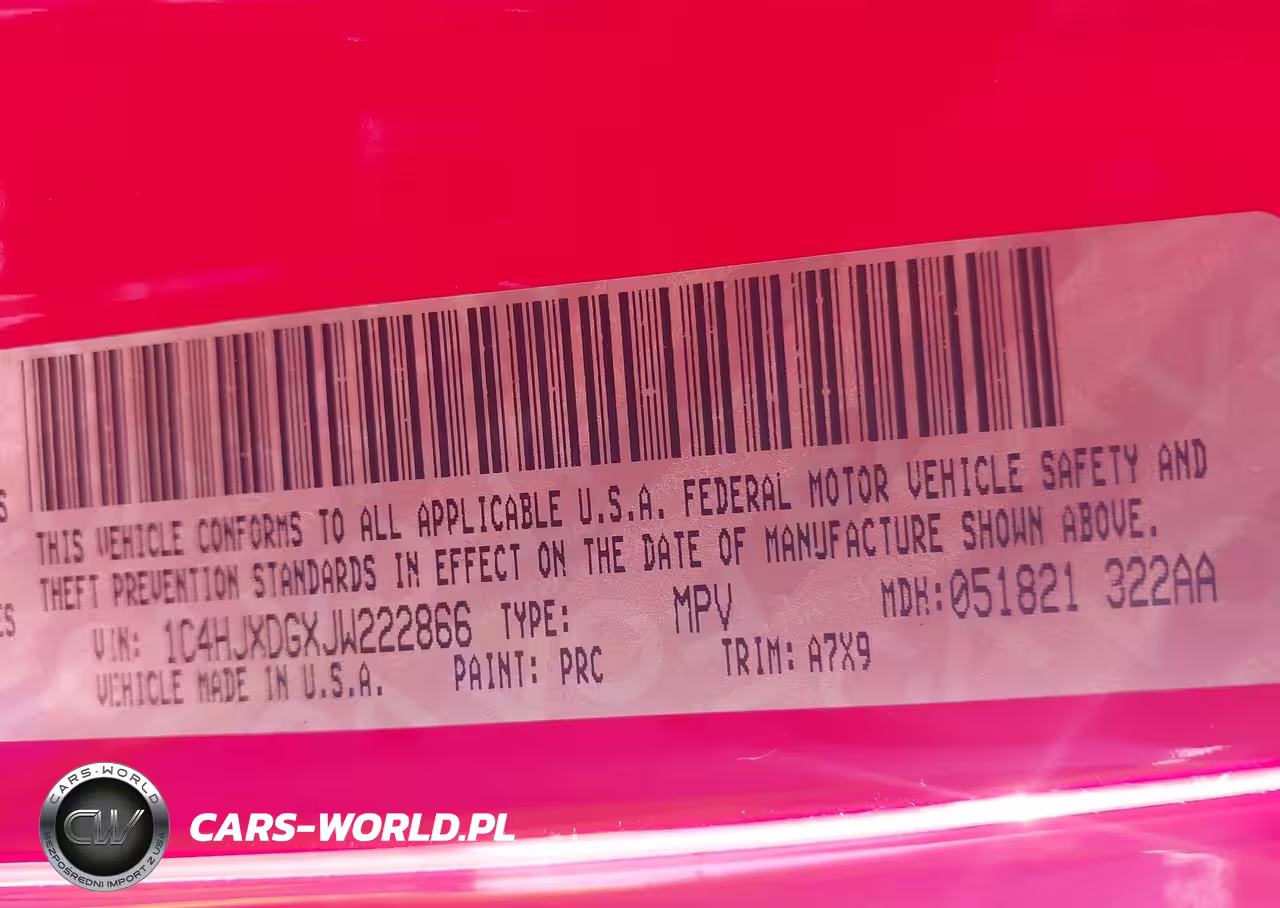 S
THIS VEHICLE CONFORMS TO ALL APPLICABLE U.S.A. FEDERAL MOTOR VEHICLE SAFETY AND
THEFT PREVENTION STANDARDS IN EFFECT ON THE DATE OF MANUFACTURE SHOWN ABOVE.
ES
VIN: 1C4HJXDGXJW222866 TYPE: MPV MDH:051821 322AA
VEHICLE MADE IN U.S.A. PAINT: PRC TRIM: A7X9
CARS-WORLD
CW
BEZPOŚREDNI IMPORT Z USA
CARS-WORLD.PL